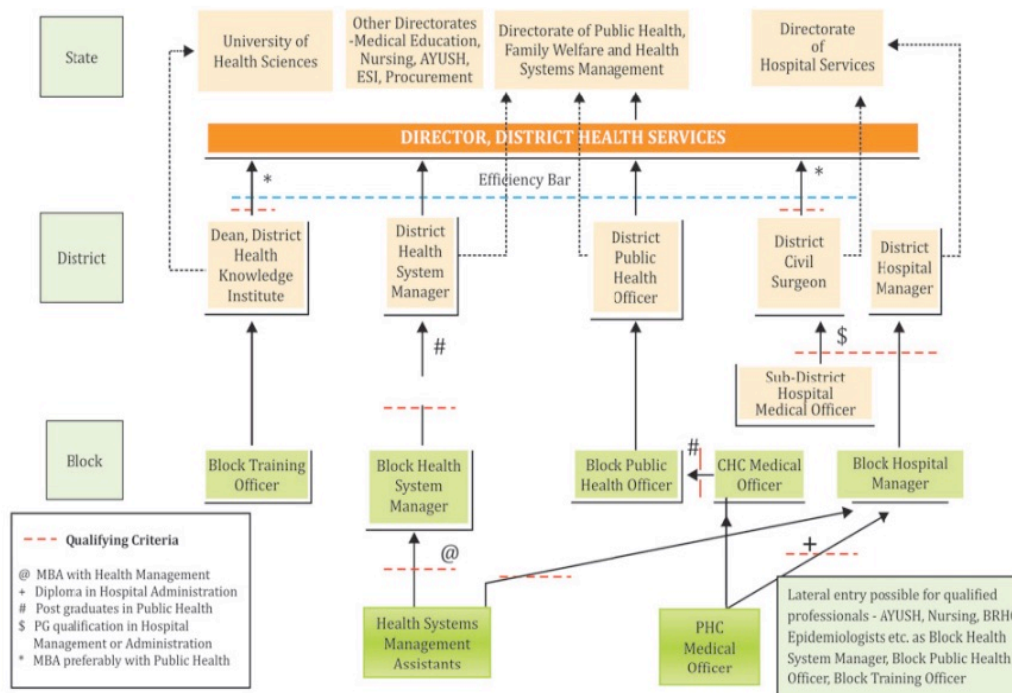 State
University of
Health Sciences
Other Directorates
-Medical Education,
Nursing, AYUSH,
ESI, Procurement
Directorate of Public Health,
Family Welfare and Health
Systems Management
Directorate
of
Hospital Services
DIRECTOR, DISTRICT HEALTH SERVICES
*
Efficiency Bar
*
District
Dean, District
Health
Knowledge
Institute
District
Health
System
Manager
District
Public
Health
Officer
District
Civil
Surgeon
District
Hospital
Manager
#
$
Sub-District
Hospital
Medical Officer
Block
Block Training
Officer
Block Health
System
Manager
Block Public
Health Officer
#
CHC Medical
Officer
Block Hospital
Manager
@
+
Health Systems
Management
Assistants
PHC
Medical
Officer
Qualifying Criteria
@ MBA with Health Management
+ Diploma in Hospital Administration
# Post graduates in Public Health
$ PG qualification in Hospital
Management or Administration
* MBA preferably with Public Health
Lateral entry possible for qualified
professionals - AYUSH, Nursing,
Epidemiologists etc. as Block Health
System Manager, Block Public Health
Officer, Block Training Officer